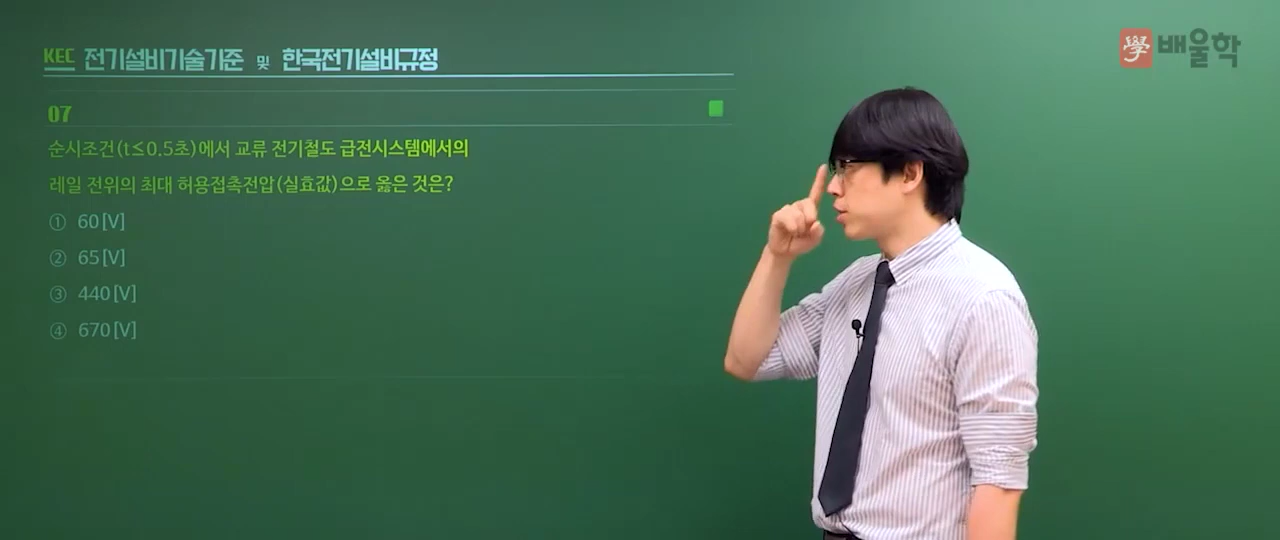 KEC 전기설비기술기준 및 한국전기설비규정
學 배울학
07
순시조건(t≤0.5초)에서 교류 전기철도 급전시스템에서의
레일 전위의 최대 허용접촉전압(실효값)으로 옳은 것은?
① 60[V]
② 65[V]
③ 440[V]
④ 670[V]